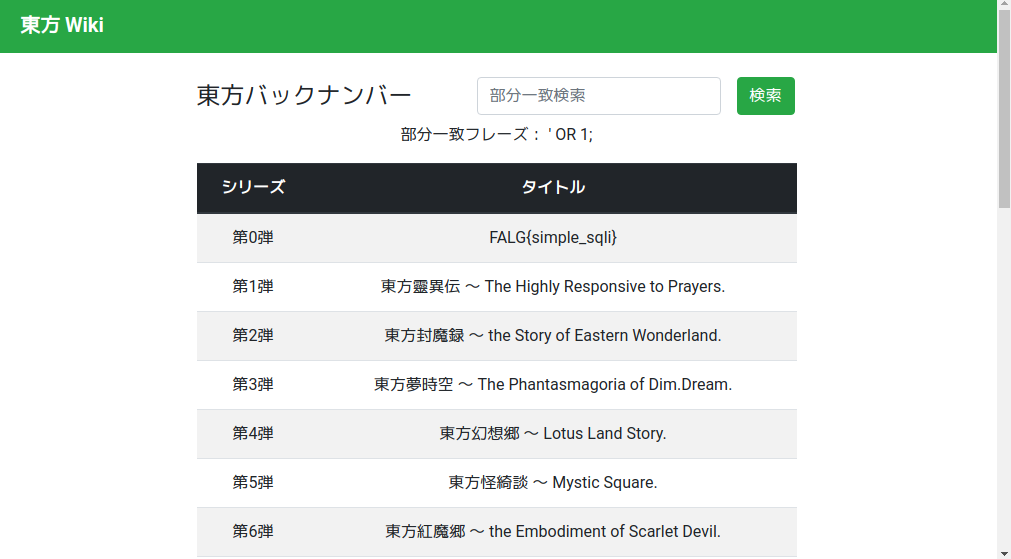 東方 Wiki
東方バックナンバー
部分一致検索
検索
部分一致フレーズ： ' OR 1;
シリーズ タイトル
第0弾 FALG{simple_sqli}
第1弾 東方靈異伝 ～ The Highly Responsive to Prayers.
第2弾 東方封魔録 ～ the Story of Eastern Wonderland.
第3弾 東方夢時空 ～ The Phantasmagoria of Dim.Dream.
第4弾 東方幻想郷 ～ Lotus Land Story.
第5弾 東方怪綺談 ～ Mystic Square.
第6弾 東方紅魔郷 ～ the Embodiment of Scarlet Devil.